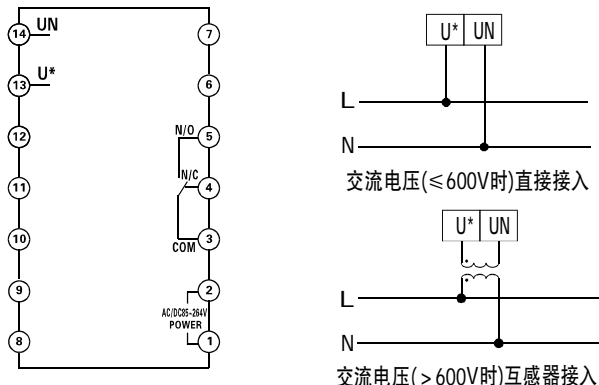 14 UN
7
13 U*
6
12
N/O 5
11
N/C 4
10
COM 3
9
2
AC/DC85~264V
POWER
8
1
U* UN
L
N
交流电压(≤600V时)直接接入
U* UN
L
N
交流电压(>600V时)互感器接入